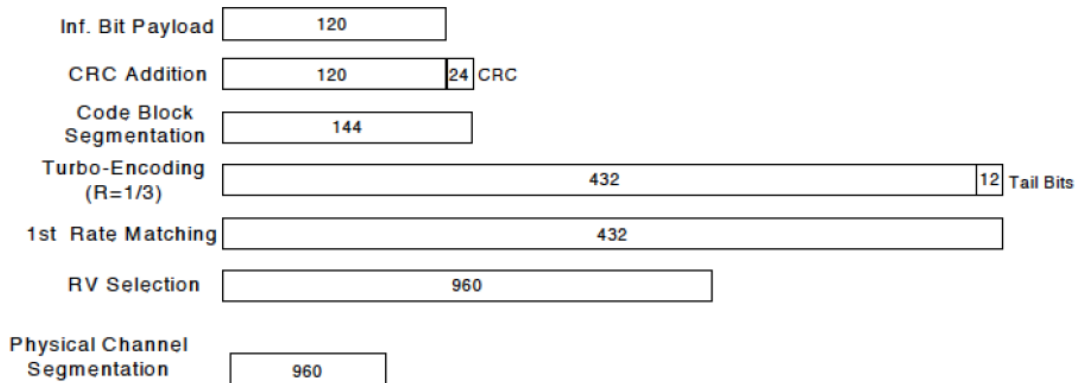 Inf. Bit Payload 120
CRC Addition 120 24 CRC
Code Block
Segmentation 144
Turbo-Encoding
(R=1/3) 432 12 Tail Bits
1st Rate Matching 432
RV Selection 960
Physical Channel
Segmentation 960